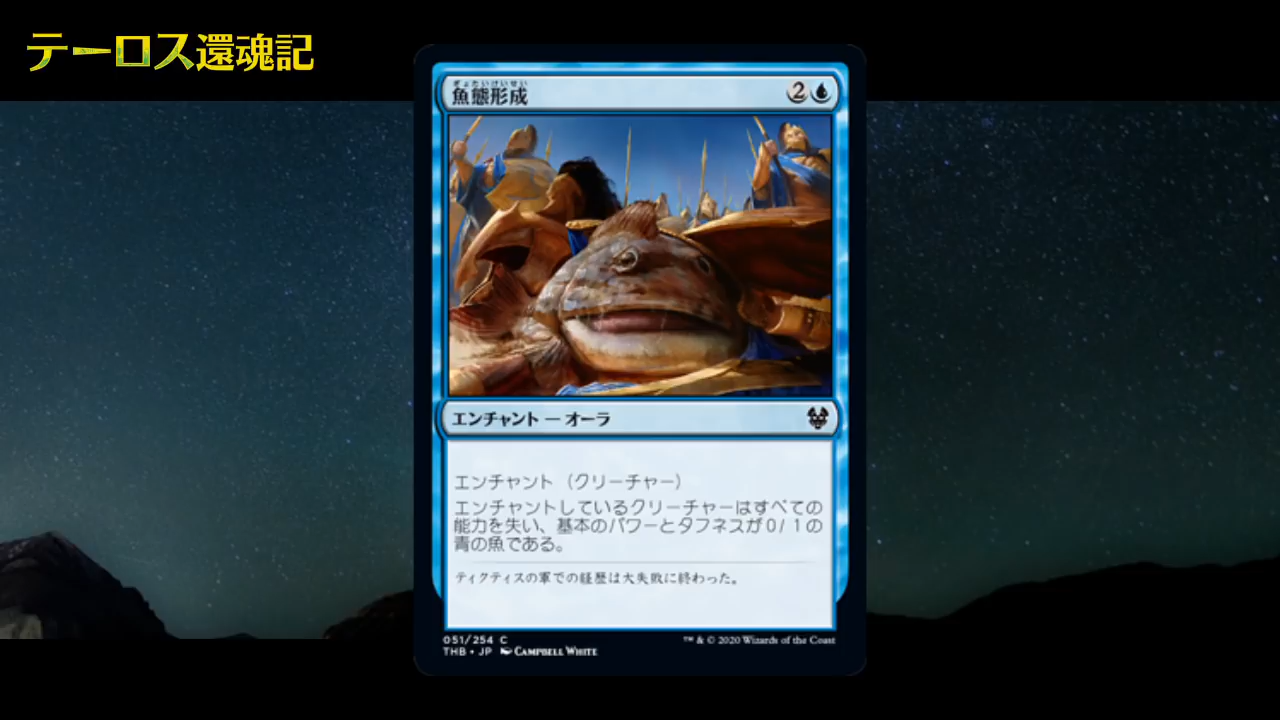 テーロス還魂記
ぎょたいけいせい
魚態形成
2
エンチャント ー オーラ
エンチャント（クリーチャー）
エンチャントしているクリーチャーはすべての
能力を失い、基本のパワーとタフネスが0/1の
青の魚である。
ティクティスの軍での経歴は大失敗に終わった。
051/254 C
THB • JP CAMPBELL WHITE
™ & © 2020 Wizards of the Coast